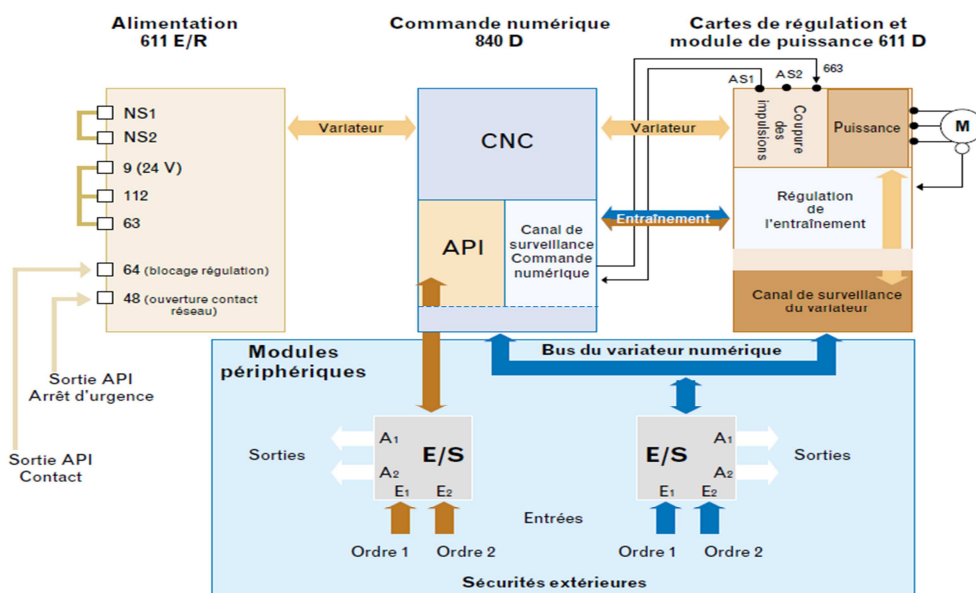 Alimentation
611 E/R
Commande numérique
840 D
Cartes de régulation et
module de puissance 611 D
NS1
NS2
9 (24 V)
112
63
64 (blocage régulation)
48 (ouverture contact
réseau)
Sortie API
Arrêt d'urgence
Sortie API
Contact
Variateur
CNC
API
Canal de
surveillance
Commande
numérique
Variateur
Entraînement
AS1
AS2
663
Coupure
des
impulsions
Puissance
M
Régulation
de
l'entraînement
Canal de surveillance
du variateur
Modules
périphériques
Bus du variateur numérique
Sorties
A1
A2
E/S
E1
E2
Ordre 1
Ordre 2
Entrées
E/S
A1
A2
E1
E2
Sorties
Ordre 1
Ordre 2
Sécurités extérieures